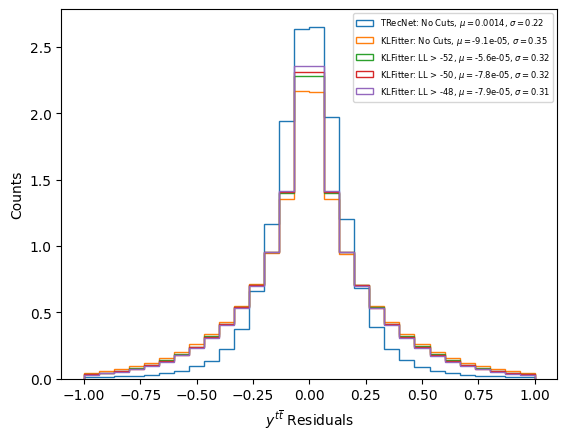 TRecNet: No Cuts, μ = 0.0014, σ = 0.22
KLFitter: No Cuts, μ = -9.1e-05, σ = 0.35
KLFitter: LL > -52, μ = -5.6e-05, σ = 0.32
KLFitter: LL > -50, μ = -7.8e-05, σ = 0.32
KLFitter: LL > -48, μ = -7.9e-05, σ = 0.31
2.5
2.0
1.5
1.0
0.5
0.0
Counts
−1.00 −0.75 −0.50 −0.25 0.00 0.25 0.50 0.75 1.00
y^{tt̅} Residuals